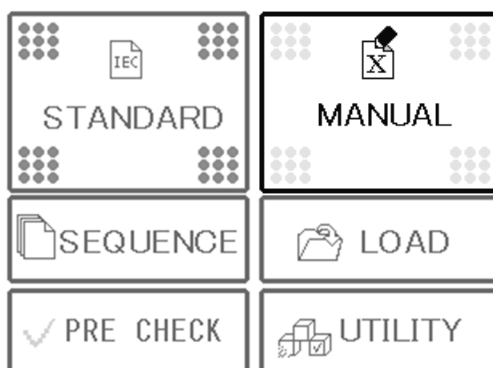 IEC
STANDARD
X
MANUAL
SEQUENCE
LOAD
PRE CHECK
UTILITY